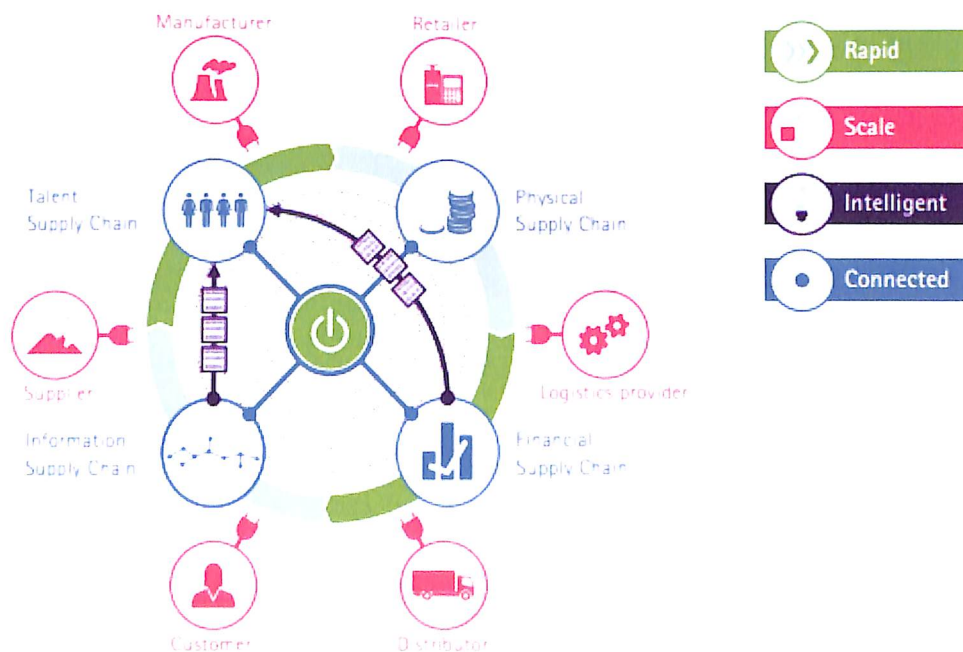 Manufacturer
Retailer
Rapid
Scale
Intelligent
Connected
Talent
Supply Chain
Physical
Supply Chain
Supplier
Logistics provider
Information
Supply Chain
Financial
Supply Chain
Customer
Distributor